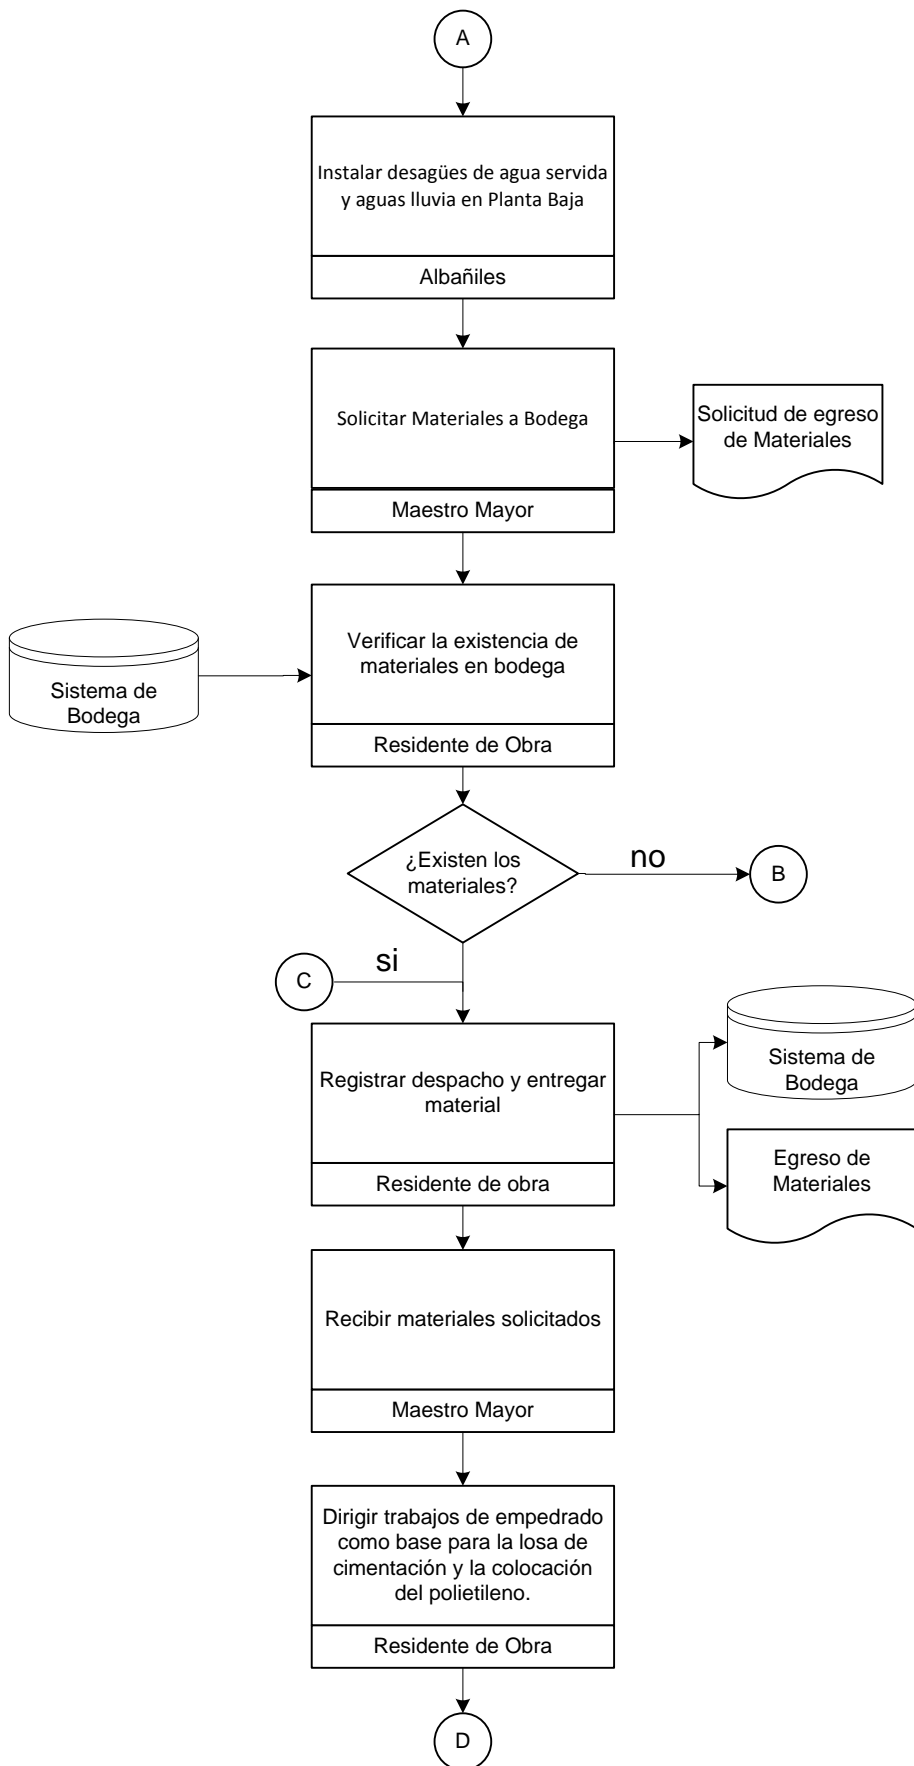 A
Instalar desagües de agua servida
y aguas lluvia en Planta Baja
Albañiles
Solicitar Materiales a Bodega
Maestro Mayor
Solicitud de egreso
de Materiales
Verificar la existencia de
materiales en bodega
Residente de Obra
Sistema de
Bodega
¿Existen los
materiales?
no
B
si
C
Registrar despacho y entregar
material
Residente de obra
Sistema de
Bodega
Egreso de
Materiales
Recibir materiales solicitados
Maestro Mayor
Dirigir trabajos de empedrado
como base para la losa de
cimentación y la colocación
del polietileno.
Residente de Obra
D